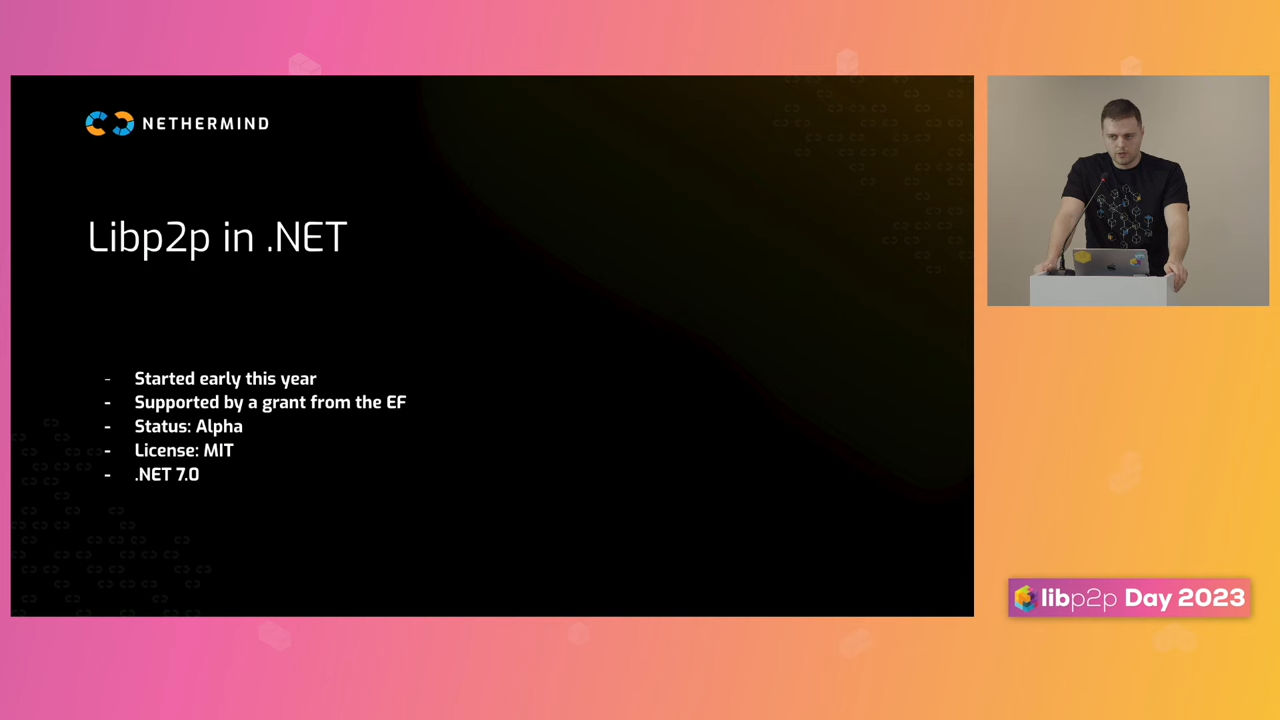 NETHERMIND
Libp2p in .NET
- Started early this year
- Supported by a grant from the EF
- Status: Alpha
- License: MIT
- .NET 7.0
libp2p Day 2023